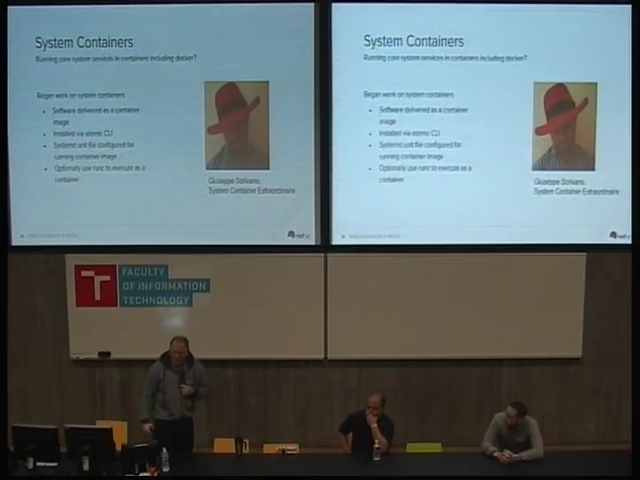 System Containers
Running core system services in containers including docker?
Began work on system containers
Software delivered as a container
image
Installed via atomic CLI
Systemd unit file configured for
running container image
Optionally use runc to execute as a
container
Giuseppe Scrivano,
System Container Extraordinaire
System Containers
Running core system services in containers including docker?
Began work on system containers
Software delivered as a container
image
Installed via atomic CLI
Systemd unit file configured for
running container image
Optionally use runc to execute as a
container
Giuseppe Scrivano,
System Container Extraordinaire
T
FACULTY
OF INFORMATION
TECHNOLOGY